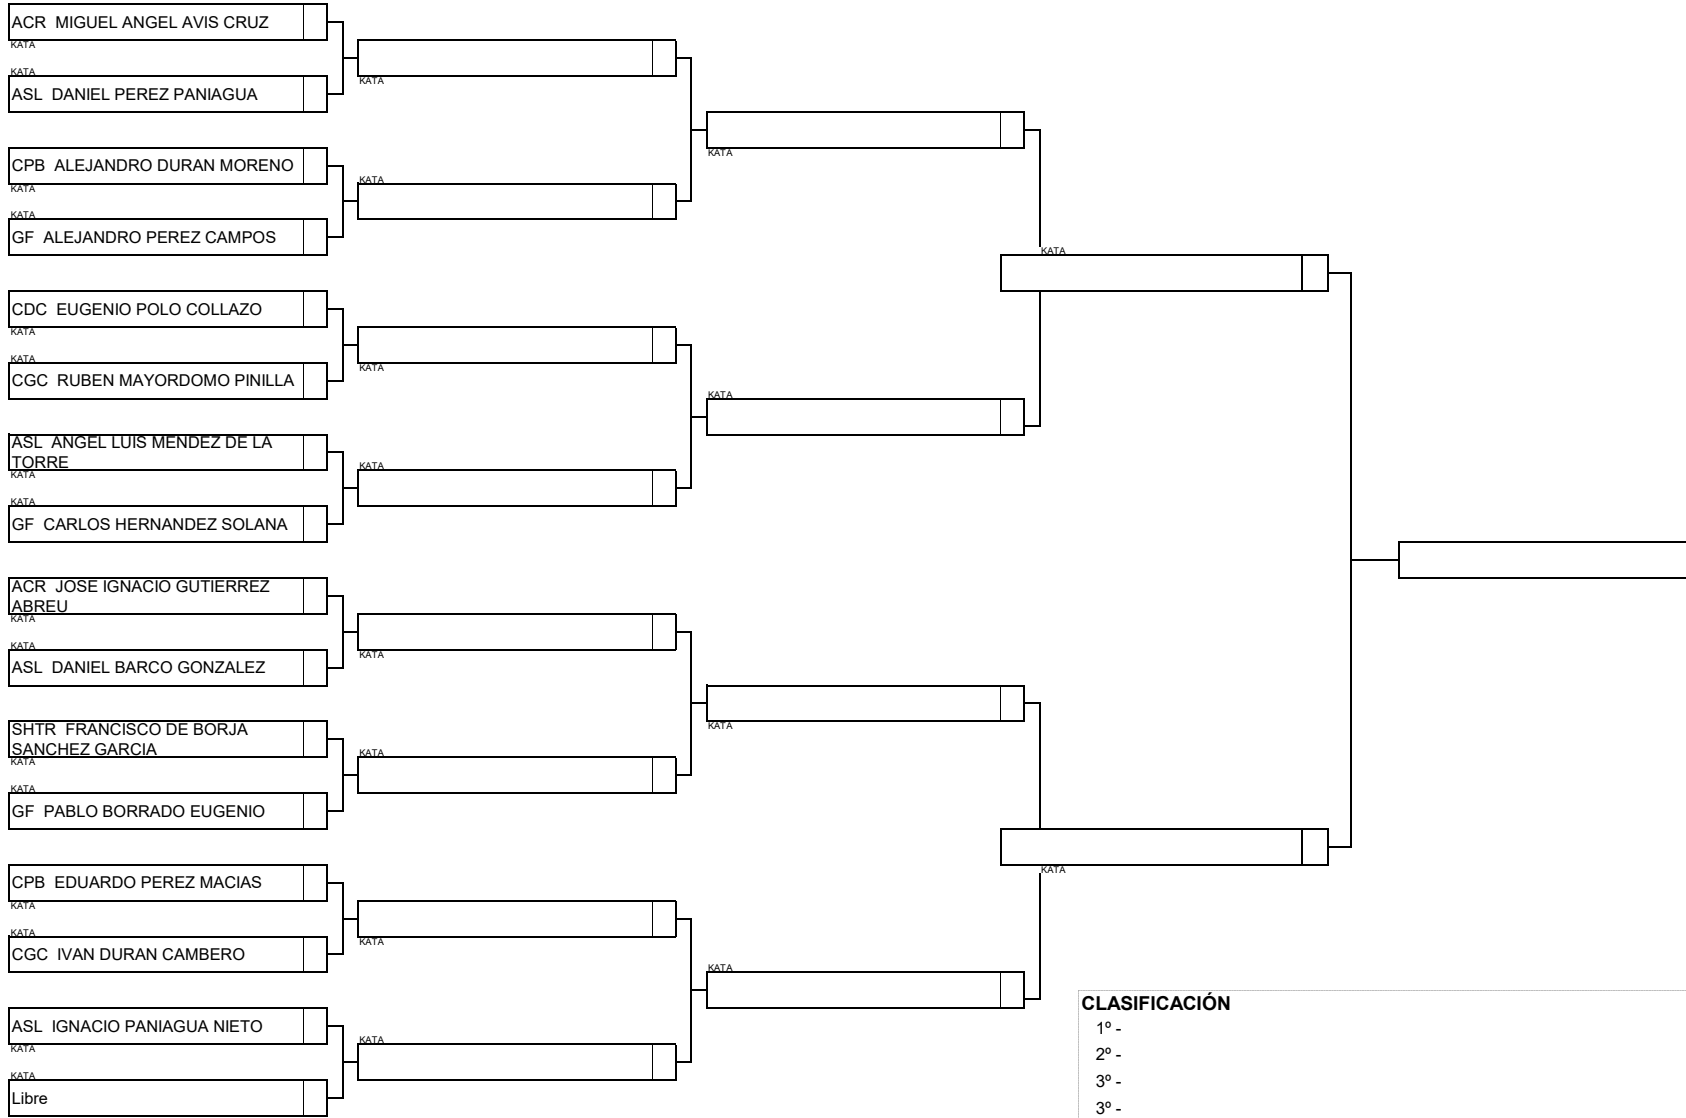 ACR  MIGUEL ANGEL AVIS CRUZ
KATA
KATA
ASL  DANIEL PEREZ PANIAGUA
CPB  ALEJANDRO DURAN MORENO
KATA
KATA
GF  ALEJANDRO PEREZ CAMPOS
CDC  EUGENIO POLO COLLAZO
KATA
KATA
CGC  RUBEN MAYORDOMO PINILLA
ASL  ANGEL LUIS MENDEZ DE LA
TORRE
KATA
KATA
GF  CARLOS HERNANDEZ SOLANA
ACR  JOSE IGNACIO GUTIERREZ
ABREU
KATA
KATA
ASL  DANIEL BARCO GONZALEZ
SHTR  FRANCISCO DE BORJA
SANCHEZ GARCIA
KATA
KATA
GF  PABLO BORRADO EUGENIO
CPB  EDUARDO PEREZ MACIAS
KATA
KATA
CGC  IVAN DURAN CAMBERO
ASL  IGNACIO PANIAGUA NIETO
KATA
KATA
Libre
KATA
KATA
KATA
KATA
KATA
KATA
KATA
KATA
KATA
KATA
KATA
KATA
KATA
KATA
CLASIFICACIÓN
1º -
2º -
3º -
3º -